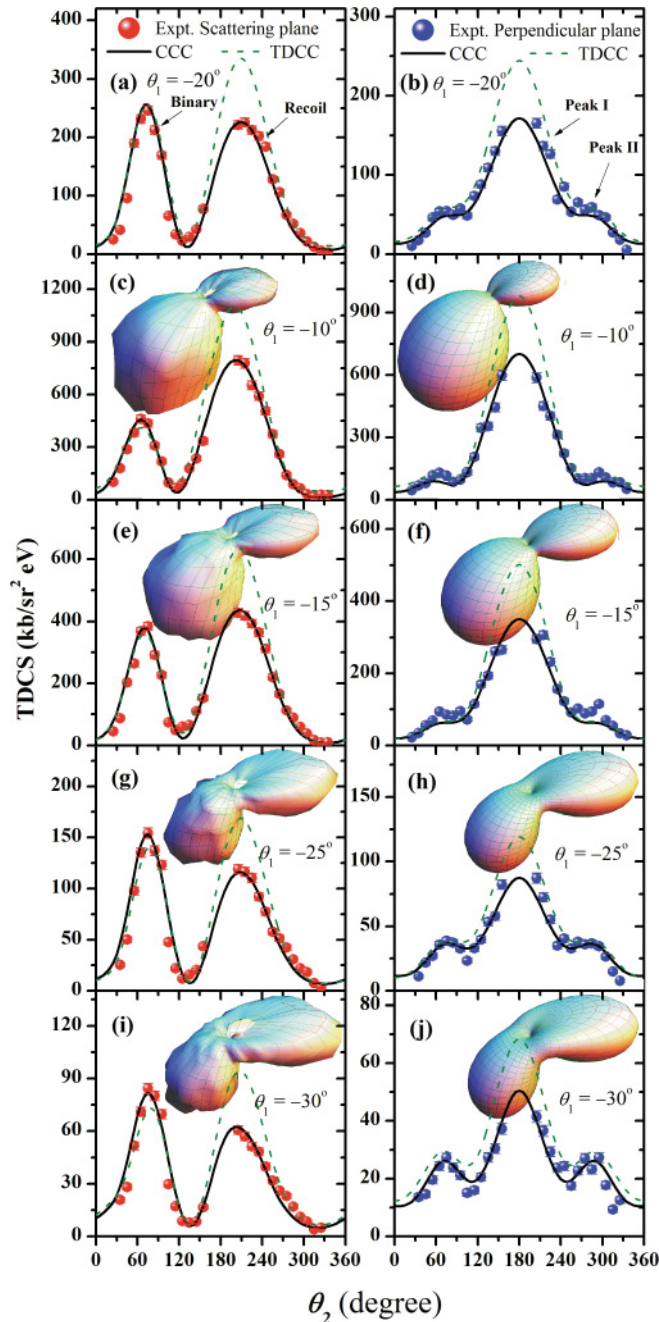 Expt. Scattering plane
CCC
TDCC
(a)
θ1 = –20°
Binary
Recoil
400
300
200
100
0
Expt. Perpendicular plane
CCC
TDCC
(b)
θ1 = –20°
Peak I
Peak II
300
200
150
100
50
0
(c)
θ1 = –10°
1200
900
600
300
0
(d)
θ1 = –10°
900
600
300
0
(e)
θ1 = –15°
600
400
200
0
(f)
θ1 = –15°
600
400
200
0
(g)
θ1 = –25°
200
150
100
50
0
(h)
θ1 = –25°
150
100
50
0
(i)
θ1 = –30°
120
90
60
30
0
(j)
θ1 = –30°
80
60
40
20
0
0 60 120 180 240 300 360
0 60 120 180 240 300 360
TDCS (kb/sr² eV)
θ2 (degree)